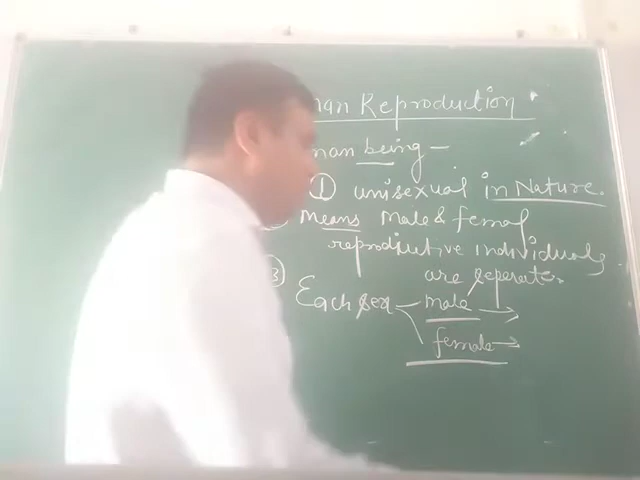 man Reproduction
man being —
① unisexual in Nature.
Means Male & femal
reprodiutive individuals
are seperate.
③ Each sex male →
female →